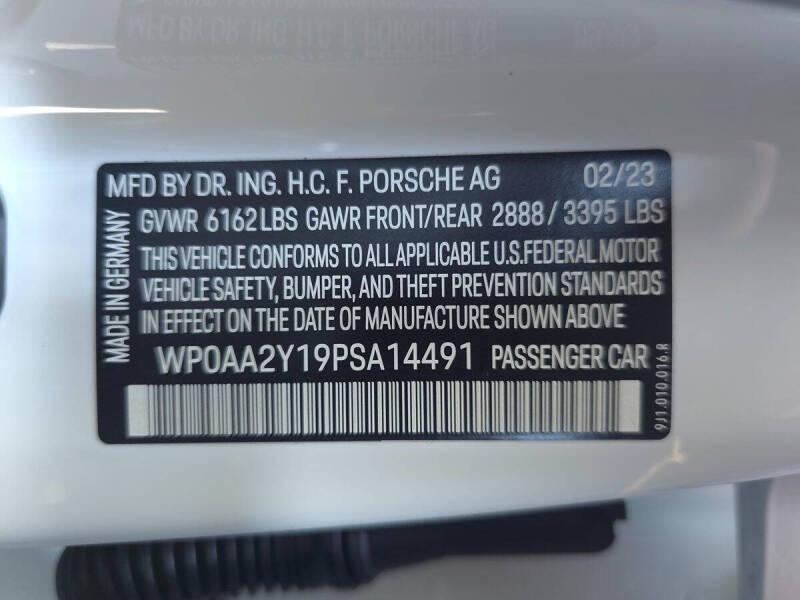 MFD BY DR. ING. H.C. F. PORSCHE AG 02/23
GVWR 6162 LBS GAWR FRONT/REAR 2888 / 3395 LBS
THIS VEHICLE CONFORMS TO ALL APPLICABLE U.S. FEDERAL MOTOR
VEHICLE SAFETY, BUMPER, AND THEFT PREVENTION STANDARDS
IN EFFECT ON THE DATE OF MANUFACTURE SHOWN ABOVE
WP0AA2Y19PSA14491 PASSENGER CAR
MADE IN GERMANY
9J1.010.016.R